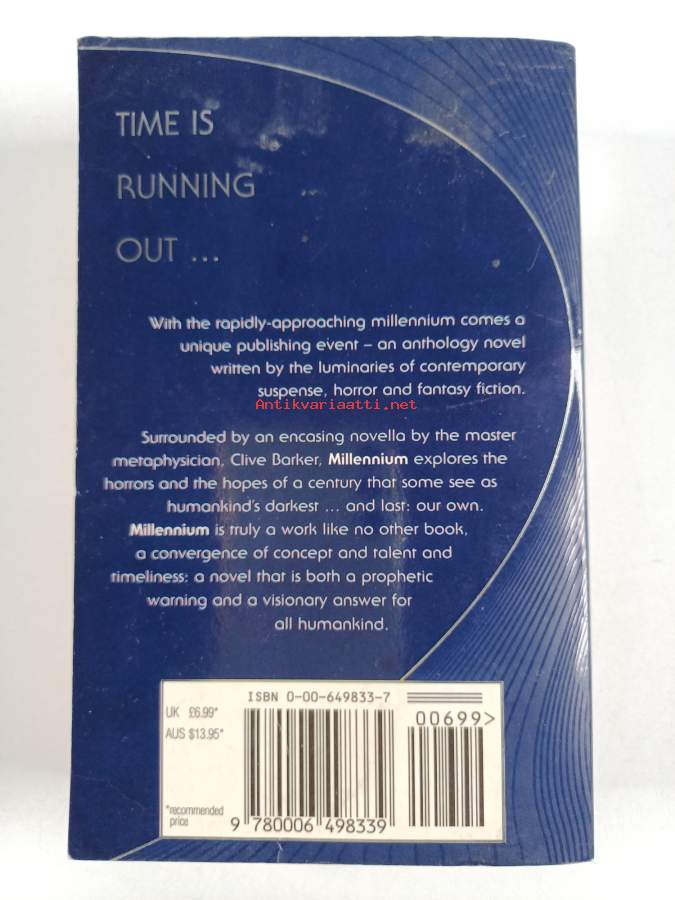 TIME IS
RUNNING
OUT ...
With the rapidly-approaching millennium comes a
unique publishing event – an anthology novel
written by the luminaries of contemporary
suspense, horror and fantasy fiction.
Antikvariaatti.net
Surrounded by an encasing novella by the master
metaphysician, Clive Barker, Millennium explores the
horrors and the hopes of a century that some see as
humankind's darkest ... and last: our own.
Millennium is truly a work like no other book,
a convergence of concept and talent and
timeliness: a novel that is both a prophetic
warning and a visionary answer for
all humankind.
ISBN 0-00-649833-7
UK £6.99*
AUS $13.95*
00699>
*recommended
price
9 780006 498339